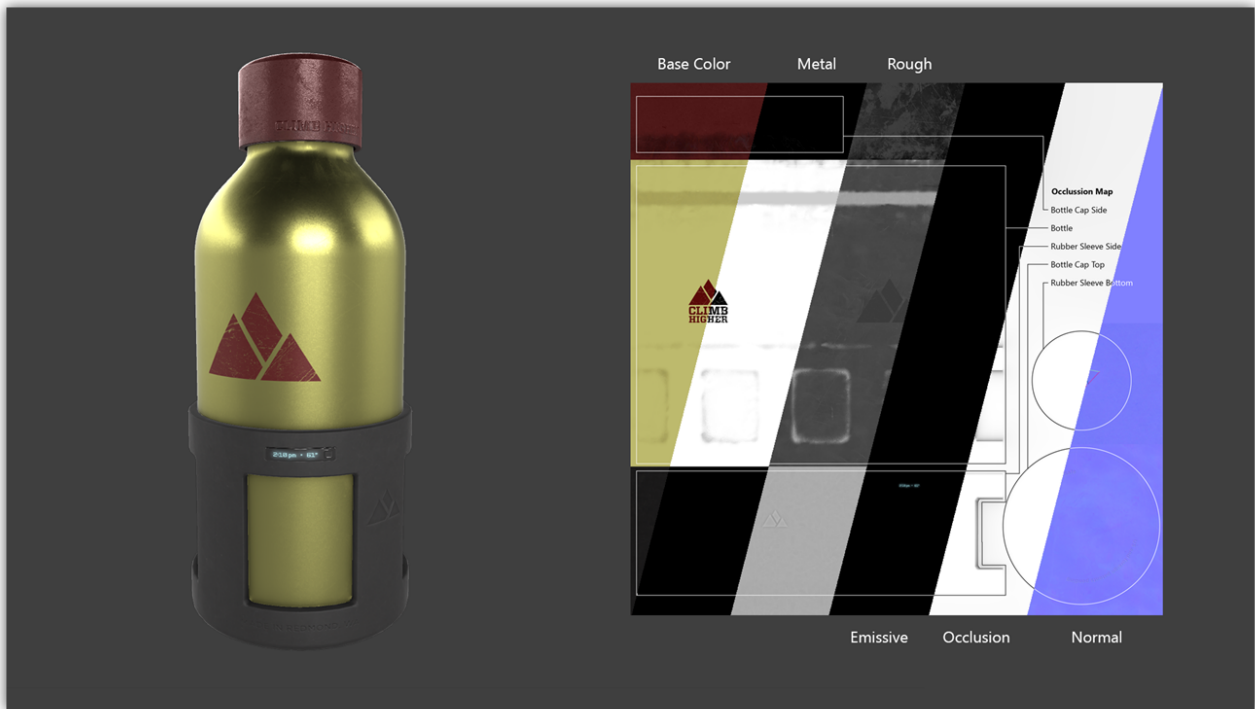 Base Color
Metal
Rough
CLIMB
Occlussion Map
Bottle Cap Side
Bottle
Rubber Sleeve Side
Bottle Cap Top
Rubber Sleeve Bottom
CLIMB
HIGHER
Emissive
Occlusion
Normal